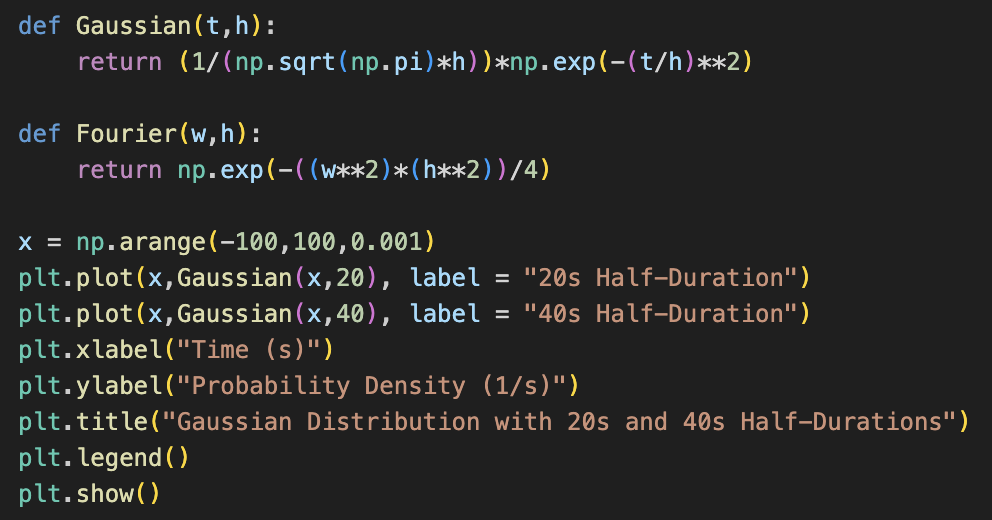 def Gaussian(t,h):
    return (1/(np.sqrt(np.pi)*h))*np.exp(-(t/h)**2)
def Fourier(w,h):
    return np.exp(-((w**2)*(h**2))/4)
x = np.arange(-100,100,0.001)
plt.plot(x,Gaussian(x,20), label = "20s Half-Duration")
plt.plot(x,Gaussian(x,40), label = "40s Half-Duration")
plt.xlabel("Time (s)")
plt.ylabel("Probability Density (1/s)")
plt.title("Gaussian Distribution with 20s and 40s Half-Durations")
plt.legend()
plt.show()